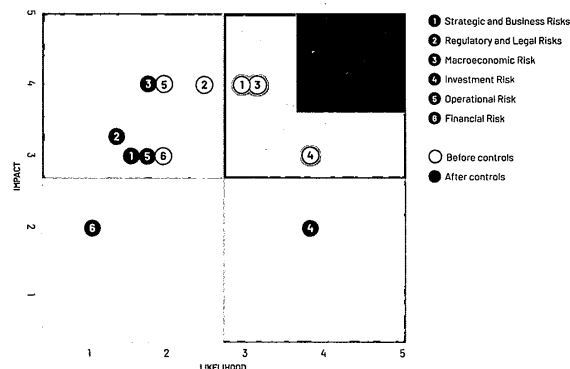 1 Strategic and Business Risks
2 Regulatory and Legal Risks
3 Macroeconomic Risk
4 Investment Risk
5 Operational Risk
6 Financial Risk
Before controls
After controls
IMPACT
5
4
3
2
1
3 5 2 1 3
2
1 5 6 4
6 4
1 2 3 4 5
LIKELIHOOD